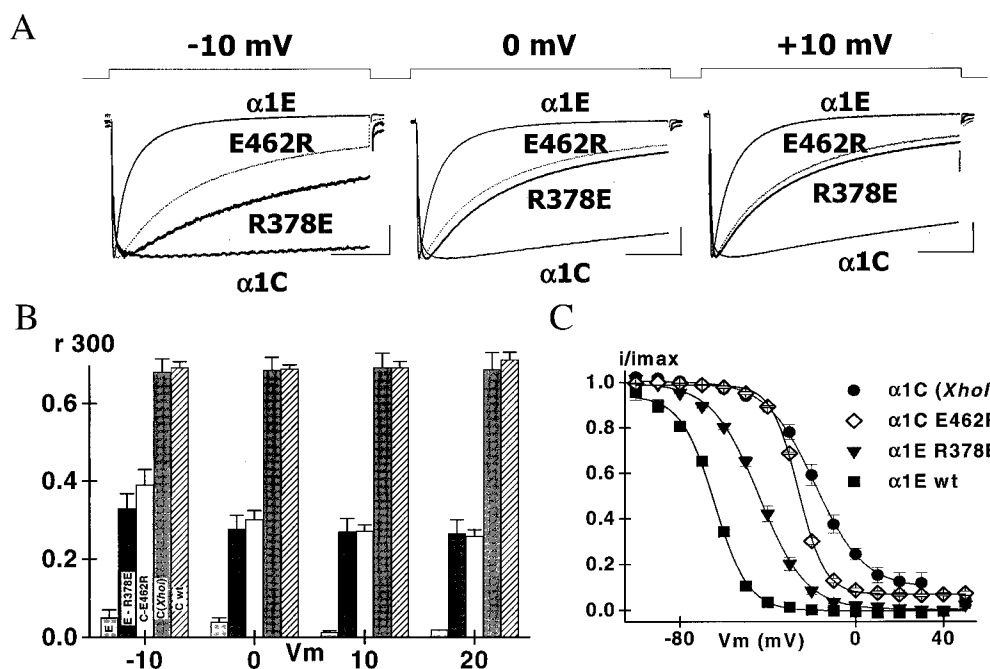 A
-10 mV 0 mV +10 mV
α1E α1E α1E
E462R E462R E462R
R378E R378E R378E
α1C α1C α1C
B
r 300
0.6
0.4
0.2
0.0
E
E - R378E
C-E462R
C(XhoI)
C wt
-10 0 Vm 10 20
C
i/imax
1.0
0.8
0.6
0.4
0.2
0.0
-80 Vm (mV) 0 40
α1C (XhoI
α1C E462R
α1E R378E
α1E wt